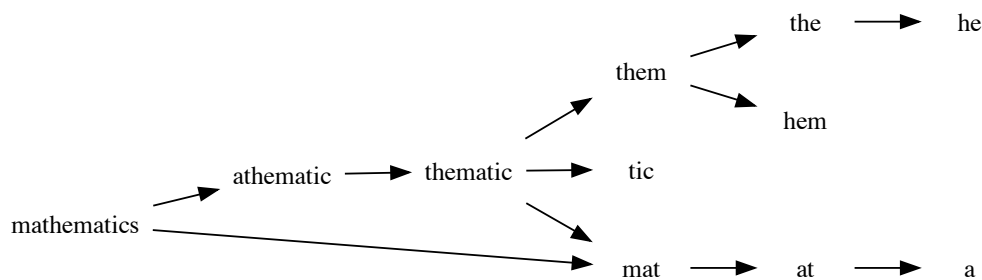 the
he
them
hem
athematic
thematic
tic
mathematics
mat
at
a